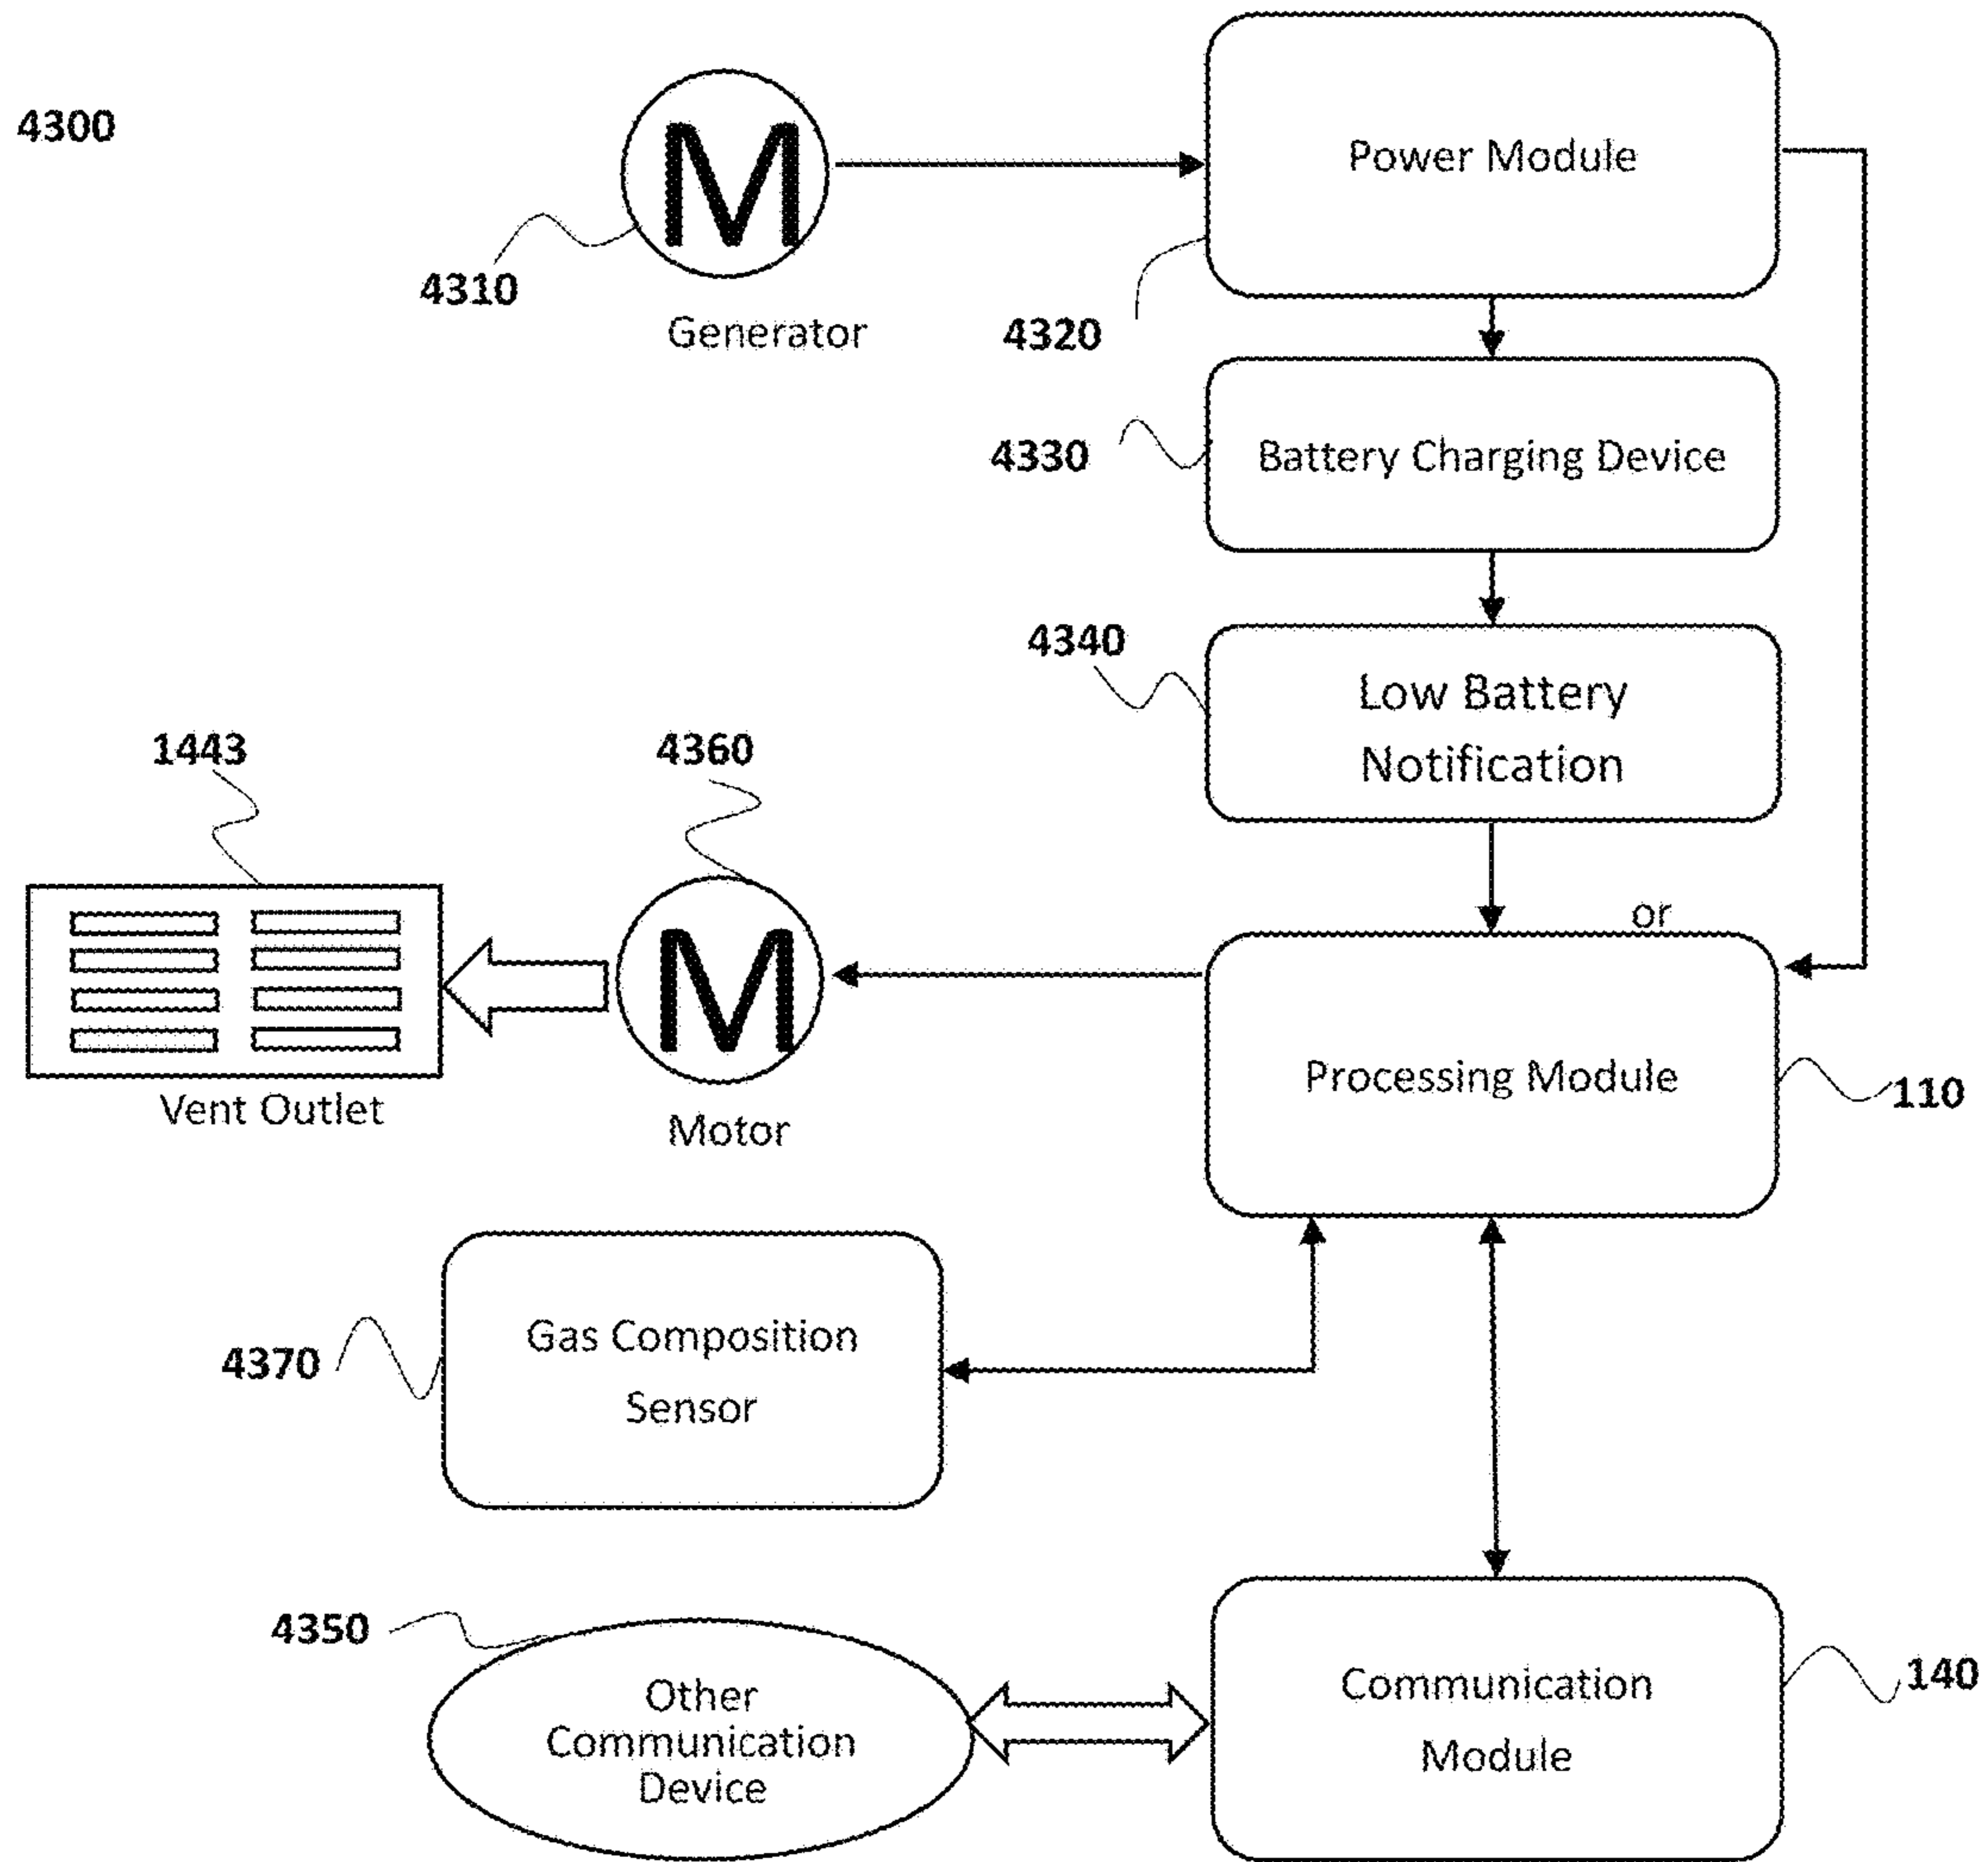 4300
M
4310
Generator
Power Module
4320
4330
Battery Charging Device
4340
Low Battery
Notification
or
1443
4360
Vent Outlet
M
Motor
Processing Module
110
4370
Gas Composition
Sensor
4350
Other
Communication
Device
Communication
Module
140